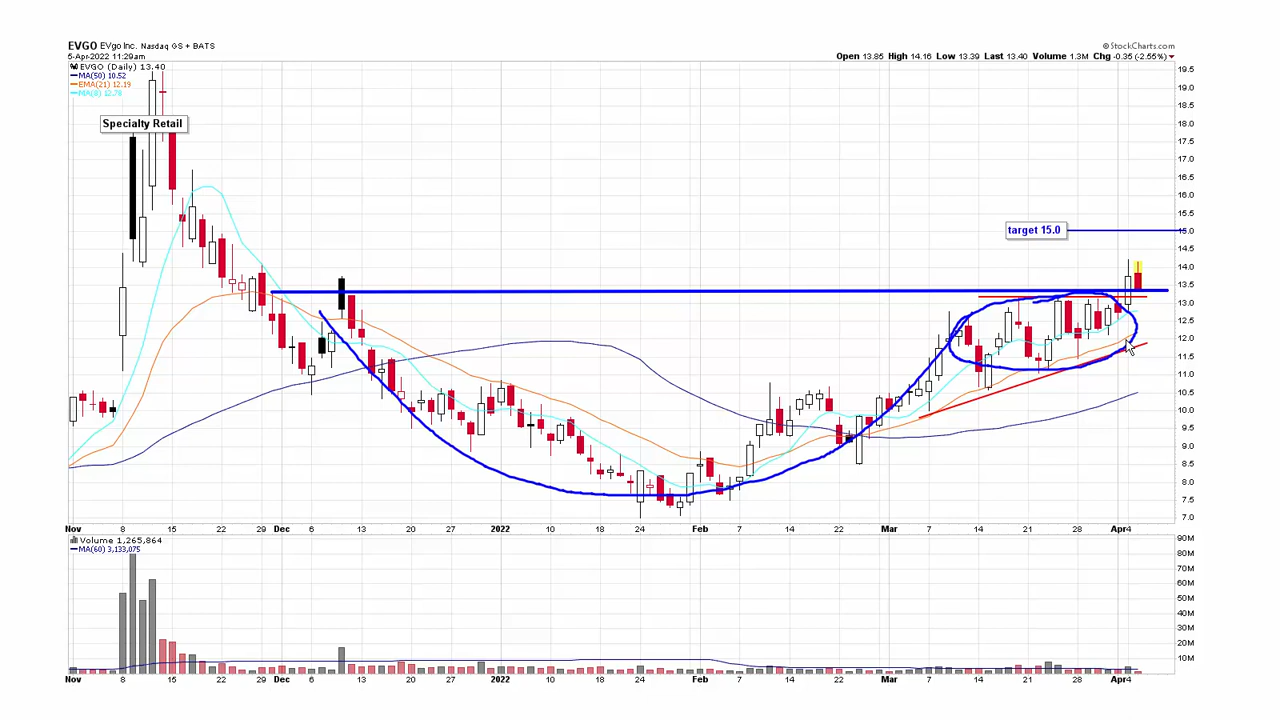 EVGO EVgo Inc. Nasdaq GS + BATS
© StockCharts.com
5-Apr-2022 11:29am
Open 13.85 High 14.16 Low 13.39 Last 13.40 Volume 1.3M Chg -0.35 (-2.55%)
EVGO (Daily) 13.40
MA(50) 10.52
EMA(21) 12.19
MA(8) 12.78
Specialty Retail
target 15.0
19.5
19.0
18.5
18.0
17.5
17.0
16.5
16.0
15.5
15.0
14.5
14.0
13.5
13.0
12.5
12.0
11.5
11.0
10.5
10.0
9.5
9.0
8.5
8.0
7.5
7.0
Nov 8 15 22 29 Dec 6 13 20 27 2022 10 18 24 Feb 7 14 22 Mar 7 14 21 28 Apr 4
Volume 1,265,864
MA(60) 3,133,075
90M
80M
70M
60M
50M
40M
30M
20M
10M
Nov 8 15 22 29 Dec 6 13 20 27 2022 10 18 24 Feb 7 14 22 Mar 7 14 21 28 Apr 4